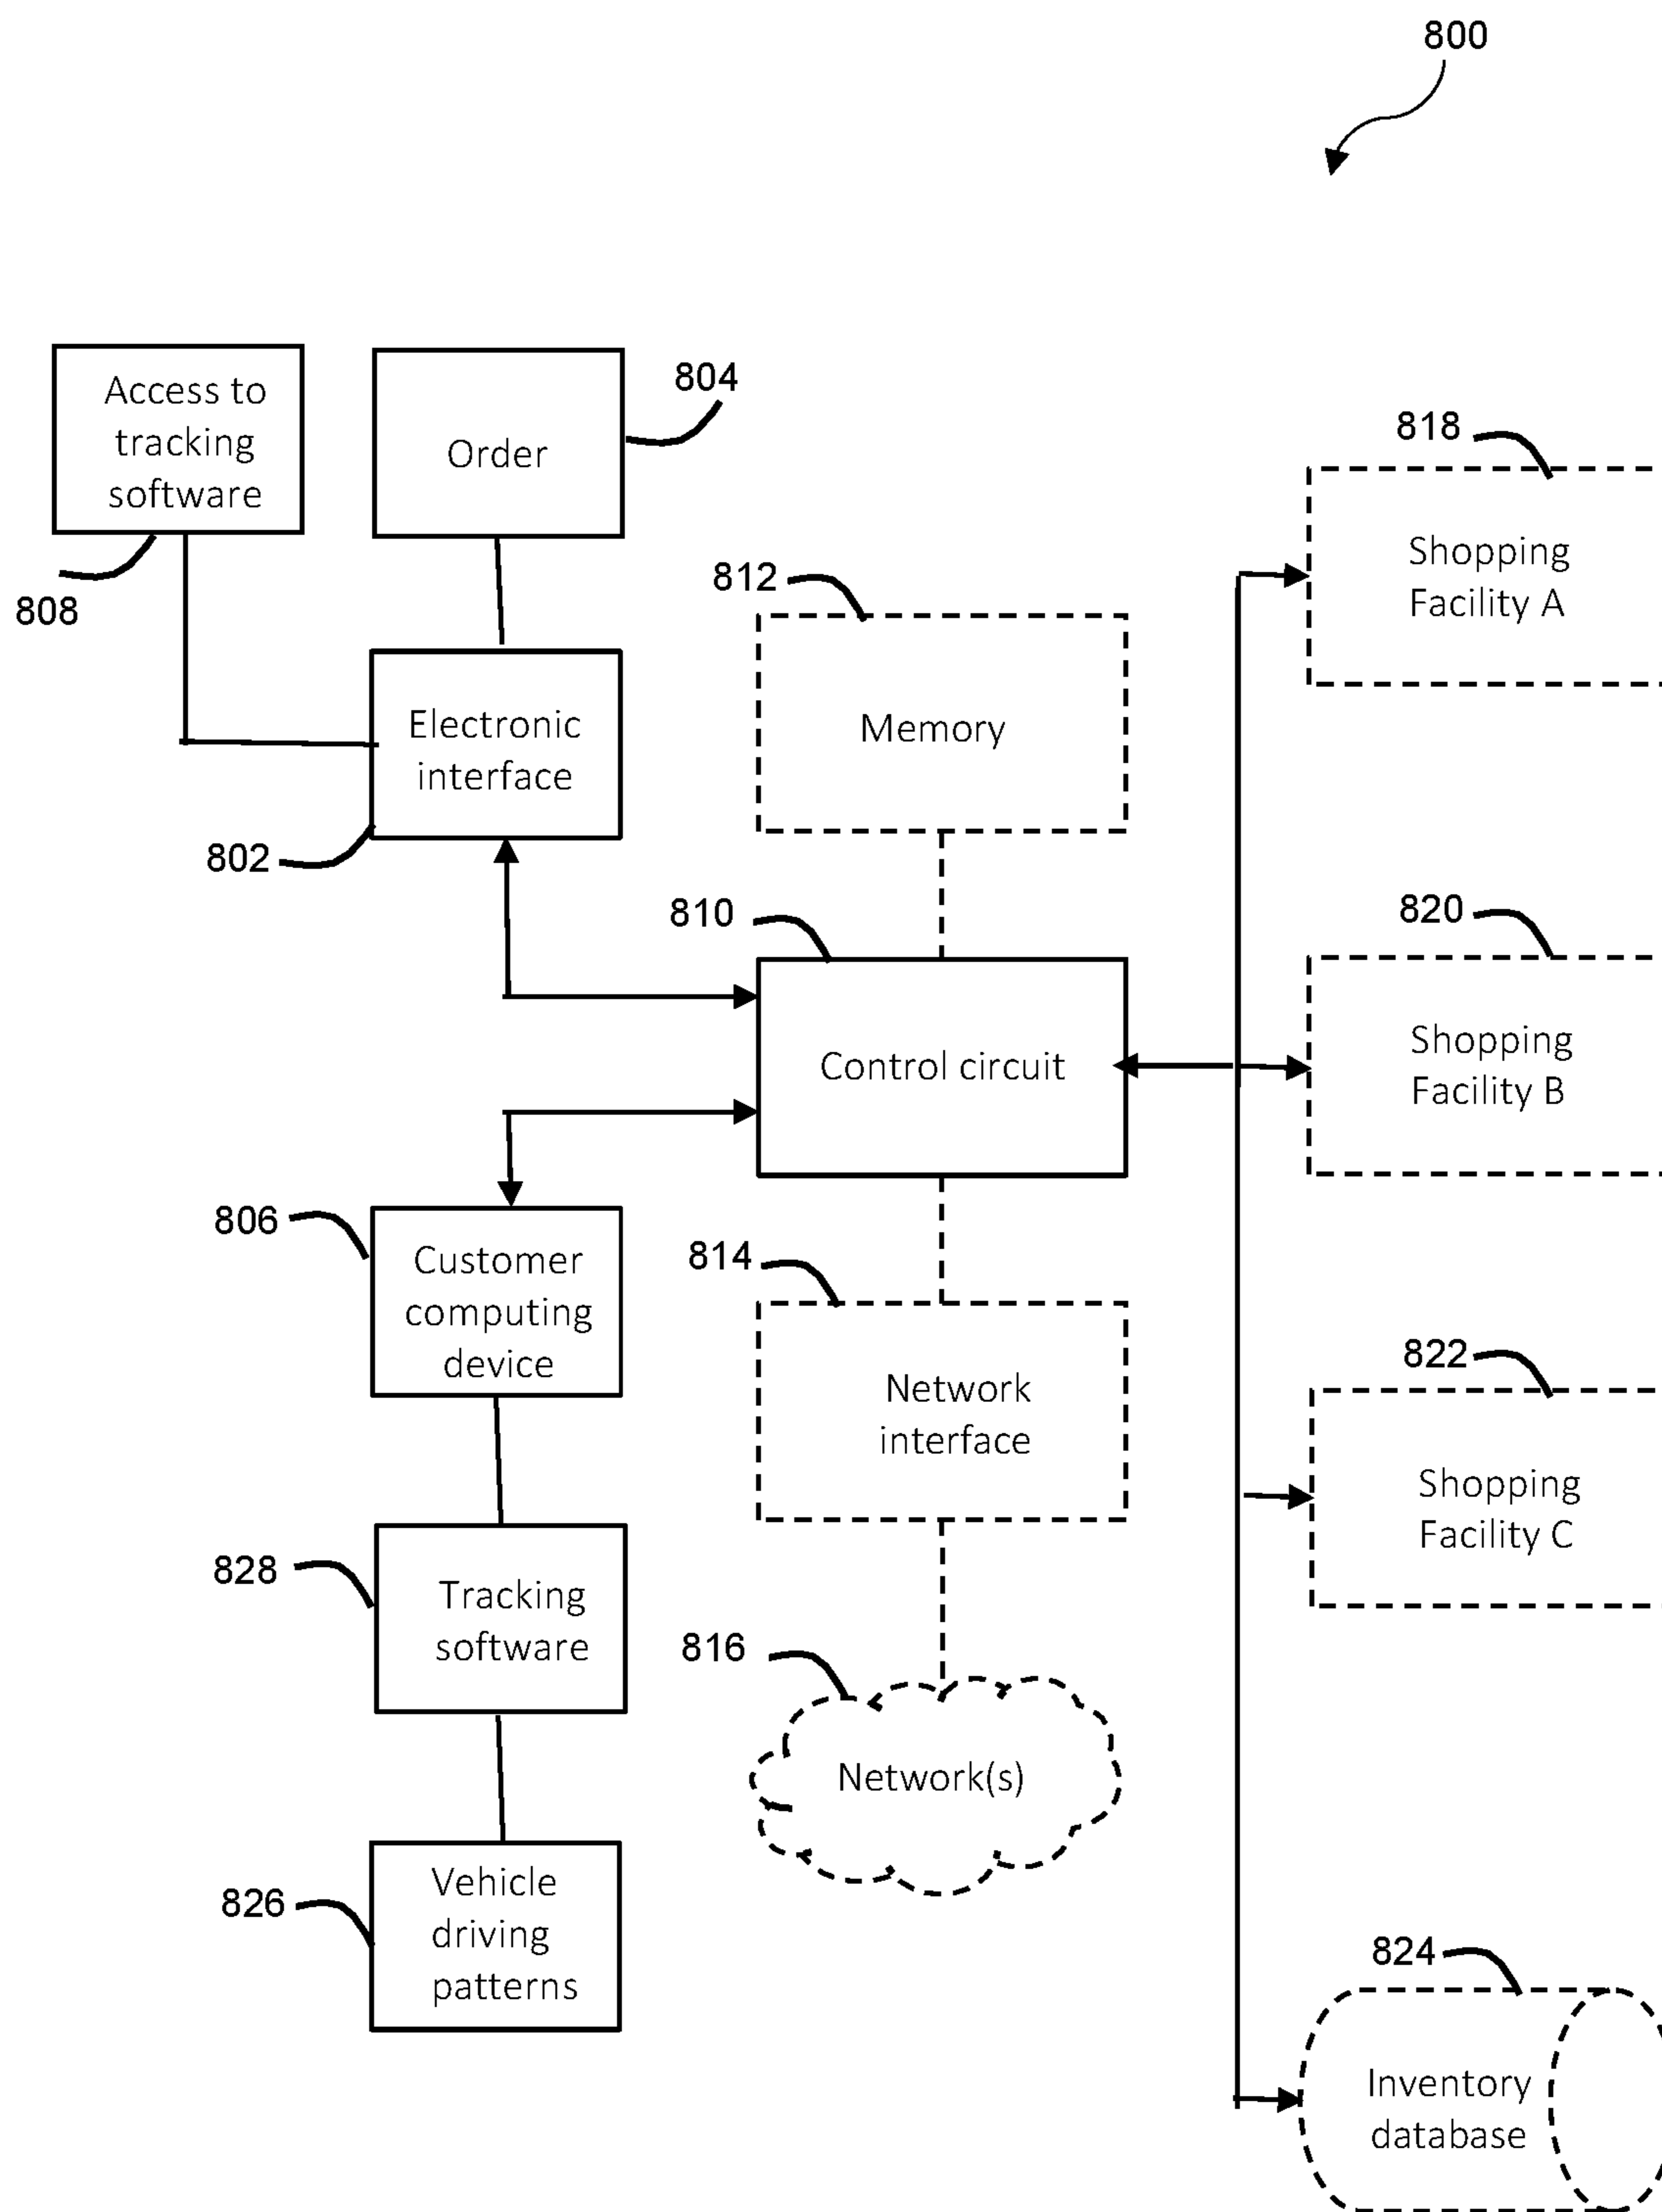 800
Access to
tracking
software
808
Order
804
Electronic
interface
802
812
Memory
810
Control circuit
806
Customer
computing
device
814
Network
interface
828
Tracking
software
816
Network(s)
826
Vehicle
driving
patterns
818
Shopping
Facility A
820
Shopping
Facility B
822
Shopping
Facility C
824
Inventory
database